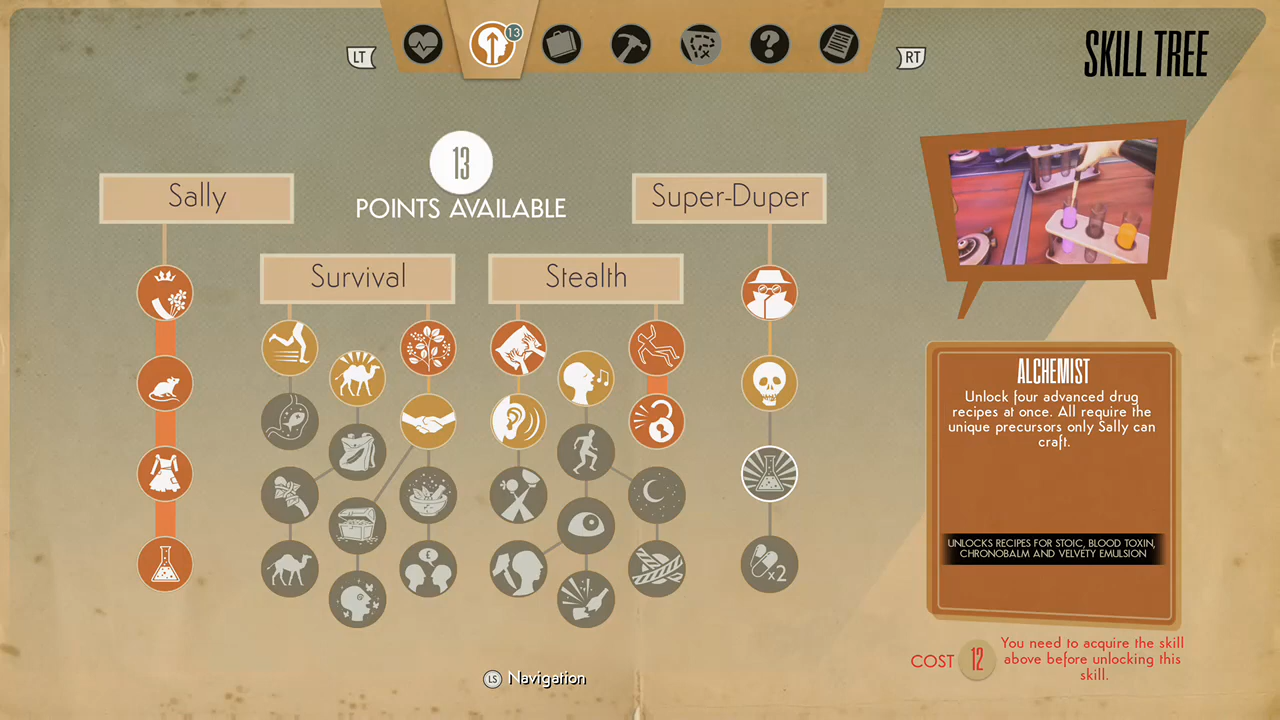 LT
13
RT
SKILL TREE
13
POINTS AVAILABLE
Sally
Super-Duper
Survival
Stealth
£
x2
ALCHEMIST
Unlock four advanced drug
recipes at once. All require the
unique precursors only Sally can
craft.
UNLOCKS RECIPES FOR STOIC, BLOOD TOXIN,
CHRONOBALM AND VELVETY EMULSION
COST 12
You need to acquire the skill
above before unlocking this
skill.
LS Navigation